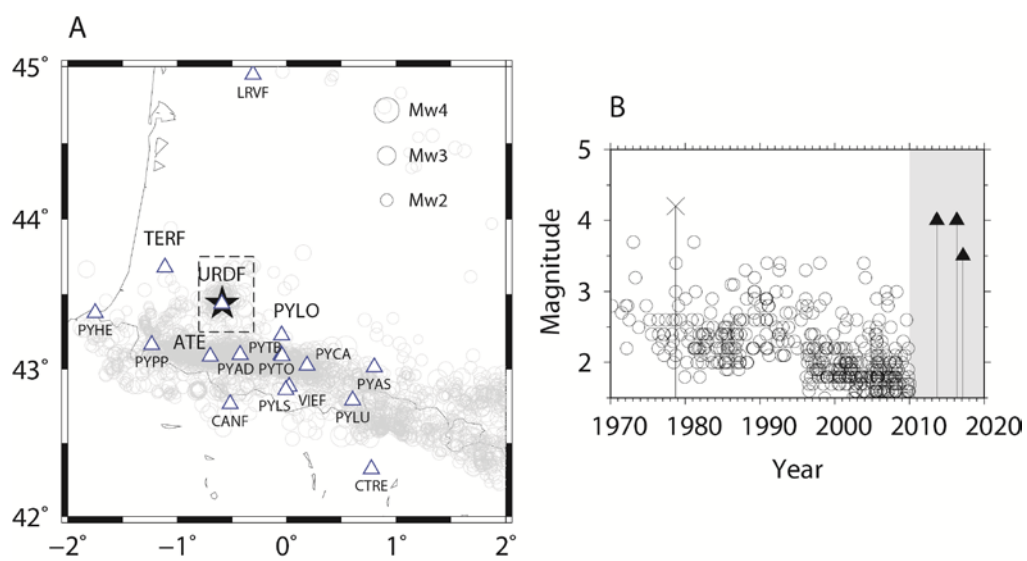 A
45°
LRVF
Mw4
Mw3
Mw2
44°
TERF
URDF
PYHE
PYLO
ATE
PYTB
PYPP
PYAD
PYTO
PYCA
43°
PYAS
PYLS
VIEF
CANF
PYLU
CTRE
42°
−2°
−1°
0°
1°
2°
B
5
4
3
2
Magnitude
1970
1980
1990
2000
2010
2020
Year